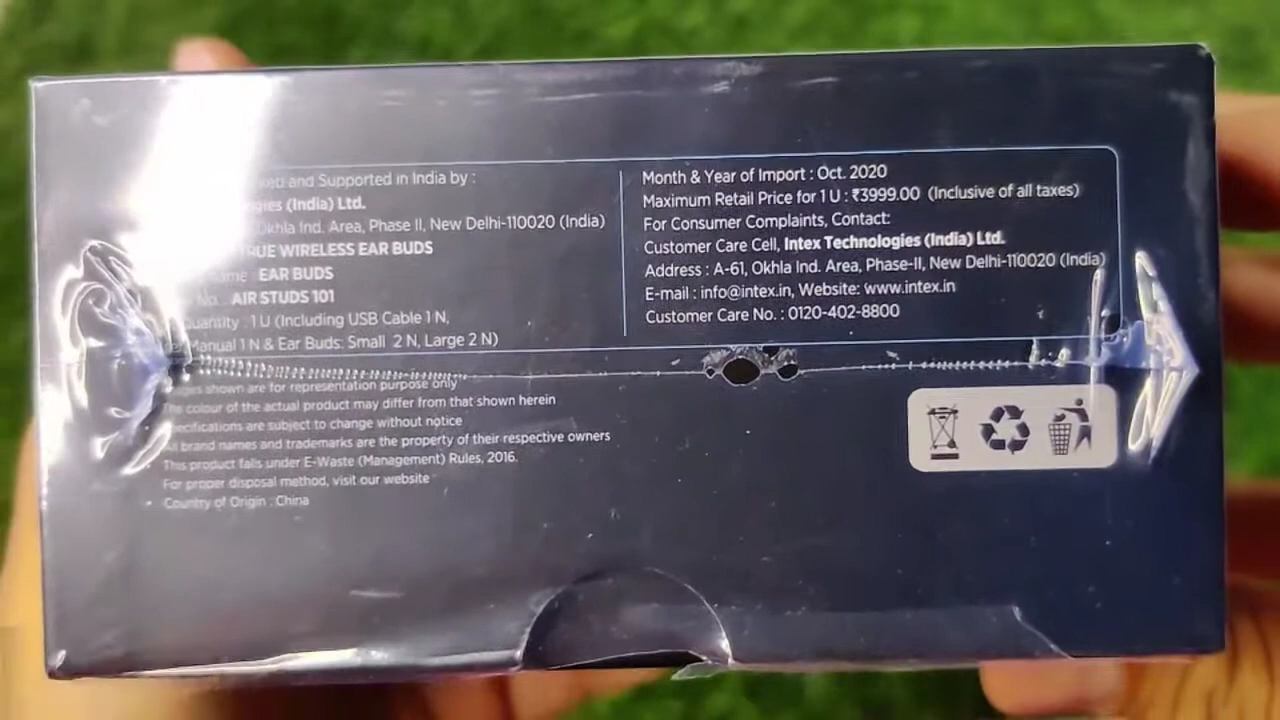 and Supported in India by :
(India) Ltd.
Okhla Ind. Area, Phase II, New Delhi-110020 (India)
TRUE WIRELESS EAR BUDS
EAR BUDS
No. AIR STUDS 101
Quantity : 1 U (Including USB Cable 1 N,
Manual 1 N & Ear Buds: Small 2 N, Large 2 N)
Month & Year of Import : Oct. 2020
Maximum Retail Price for 1 U : ₹3999.00 (Inclusive of all taxes)
For Consumer Complaints, Contact:
Customer Care Cell, Intex Technologies (India) Ltd.
Address : A-61, Okhla Ind. Area, Phase-II, New Delhi-110020 (India)
E-mail : info@intex.in, Website: www.intex.in
Customer Care No. : 0120-402-8800
shown are for representation purpose only
The colour of the actual product may differ from that shown herein
Specifications are subject to change without notice
All brand names and trademarks are the property of their respective owners
This product falls under E-Waste (Management) Rules, 2016.
For proper disposal method, visit our website
Country of Origin : China